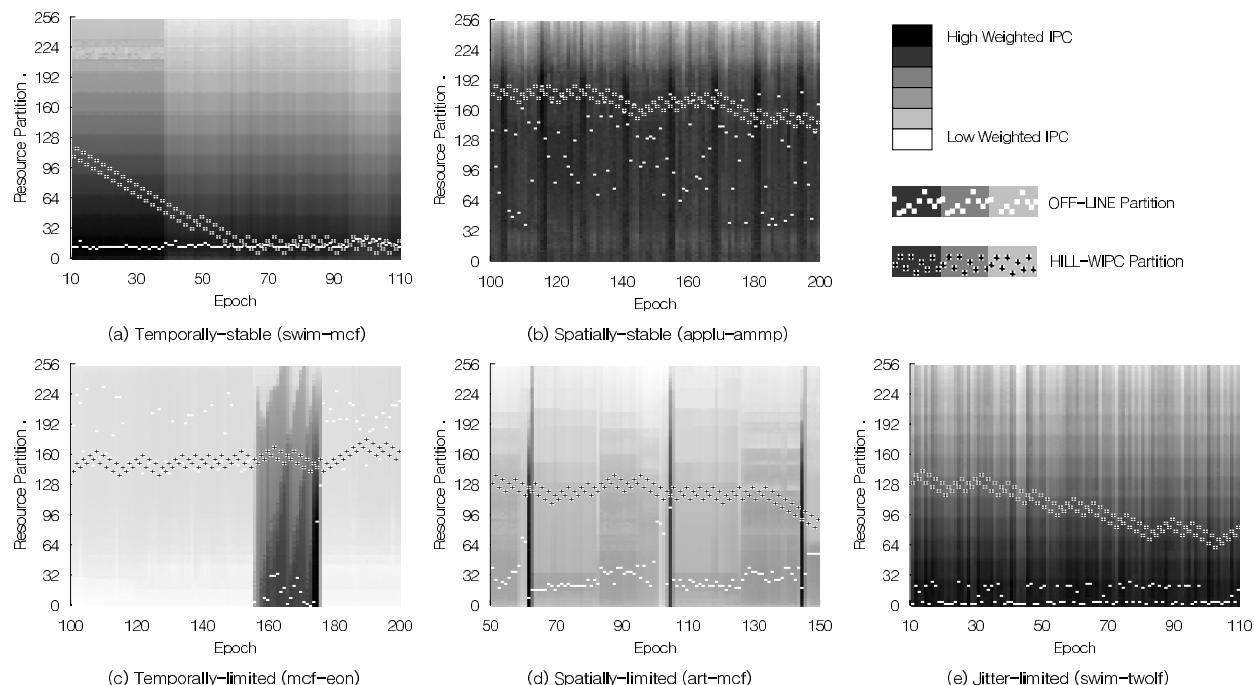 256
224
192
160
128
96
64
32
0
Resource Partition .
10 30 50 70 90 110
Epoch
(a) Temporally-stable (swim-mcf)
256
224
192
160
128
96
64
32
0
Resource Partition .
100 120 140 160 180 200
Epoch
(b) Spatially-stable (applu-ammp)
High Weighted IPC
Low Weighted IPC
OFF-LINE Partition
HILL-WIPC Partition
256
224
192
160
128
96
64
32
0
Resource Partition .
100 120 140 160 180 200
Epoch
(c) Temporally-limited (mcf-eon)
256
224
192
160
128
96
64
32
0
Resource Partition .
50 70 90 110 130 150
Epoch
(d) Spatially-limited (art-mcf)
256
224
192
160
128
96
64
32
0
Resource Partition .
10 30 50 70 90 110
Epoch
(e) Jitter-limited (swim-twolf)